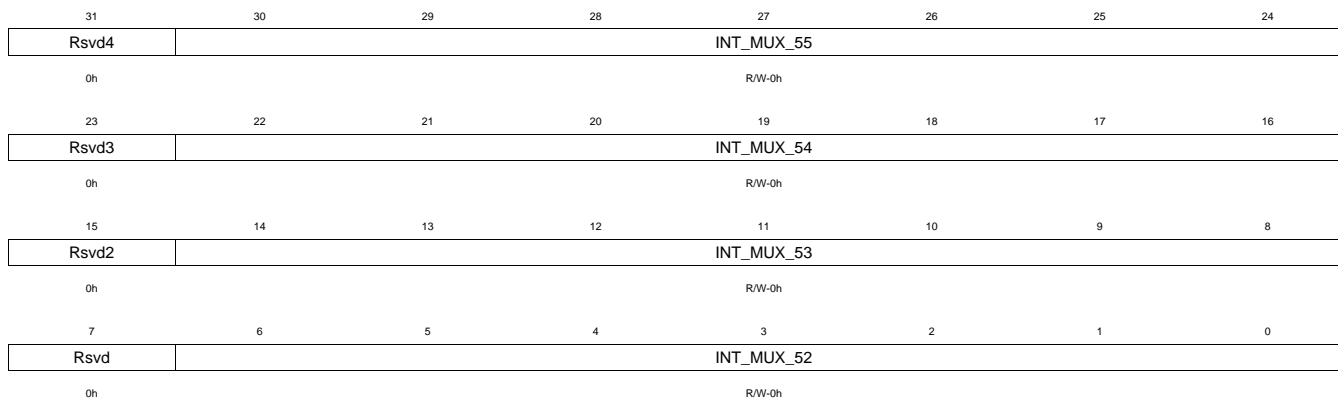 31 30 29 28 27 26 25 24
Rsvd4 INT_MUX_55
0h R/W-0h
23 22 21 20 19 18 17 16
Rsvd3 INT_MUX_54
0h R/W-0h
15 14 13 12 11 10 9 8
Rsvd2 INT_MUX_53
0h R/W-0h
7 6 5 4 3 2 1 0
Rsvd INT_MUX_52
0h R/W-0h